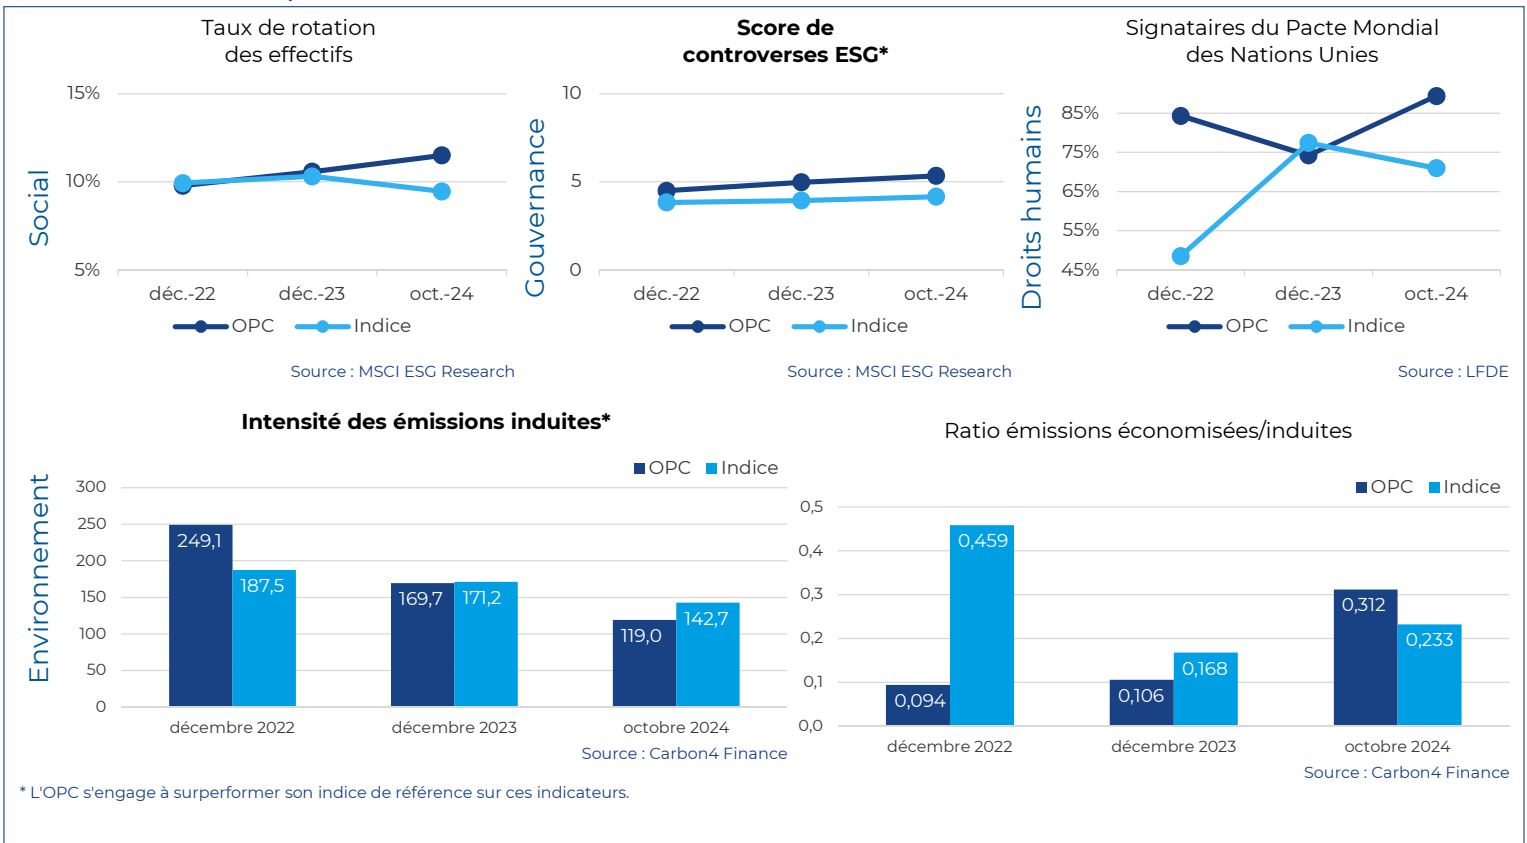 Taux de rotation
des effectifs
Social
15%
10%
5%
déc.-22 déc.-23 oct.-24
OPC Indice
Source : MSCI ESG Research
Score de
controverses ESG*
Gouvernance
10
5
0
déc.-22 déc.-23 oct.-24
OPC Indice
Source : MSCI ESG Research
Signataires du Pacte Mondial
des Nations Unies
Droits humains
85%
75%
65%
55%
45%
déc.-22 déc.-23 oct.-24
OPC Indice
Source : LFDE
Intensité des émissions induites*
Environnement
OPC Indice
300
250
200
150
100
50
0
249,1 187,5 169,7 171,2 119,0 142,7
décembre 2022 décembre 2023 octobre 2024
Source : Carbon4 Finance
Ratio émissions économisées/induites
OPC Indice
0,5
0,4
0,3
0,2
0,1
0,0
0,094 0,459 0,106 0,168 0,312 0,233
décembre 2022 décembre 2023 octobre 2024
Source : Carbon4 Finance
* L'OPC s'engage à surperformer son indice de référence sur ces indicateurs.